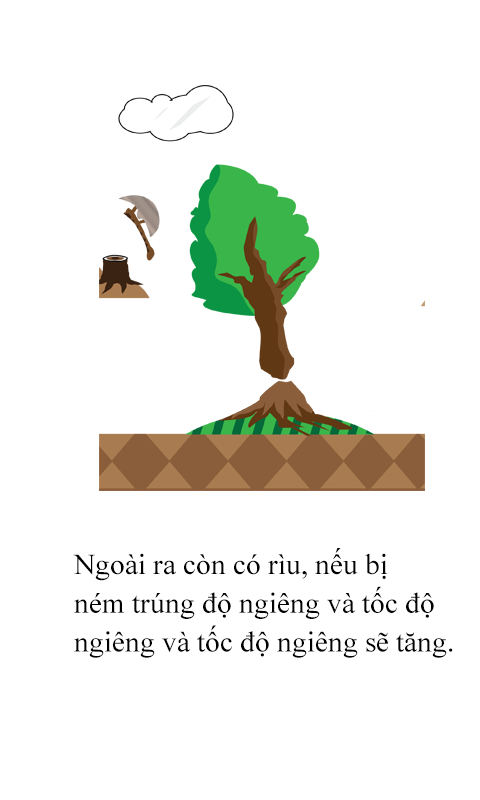 Ngoài ra còn có rìu, nếu bị
ném trúng độ ngiêng và tốc độ
ngiêng và tốc độ ngiêng sẽ tăng.